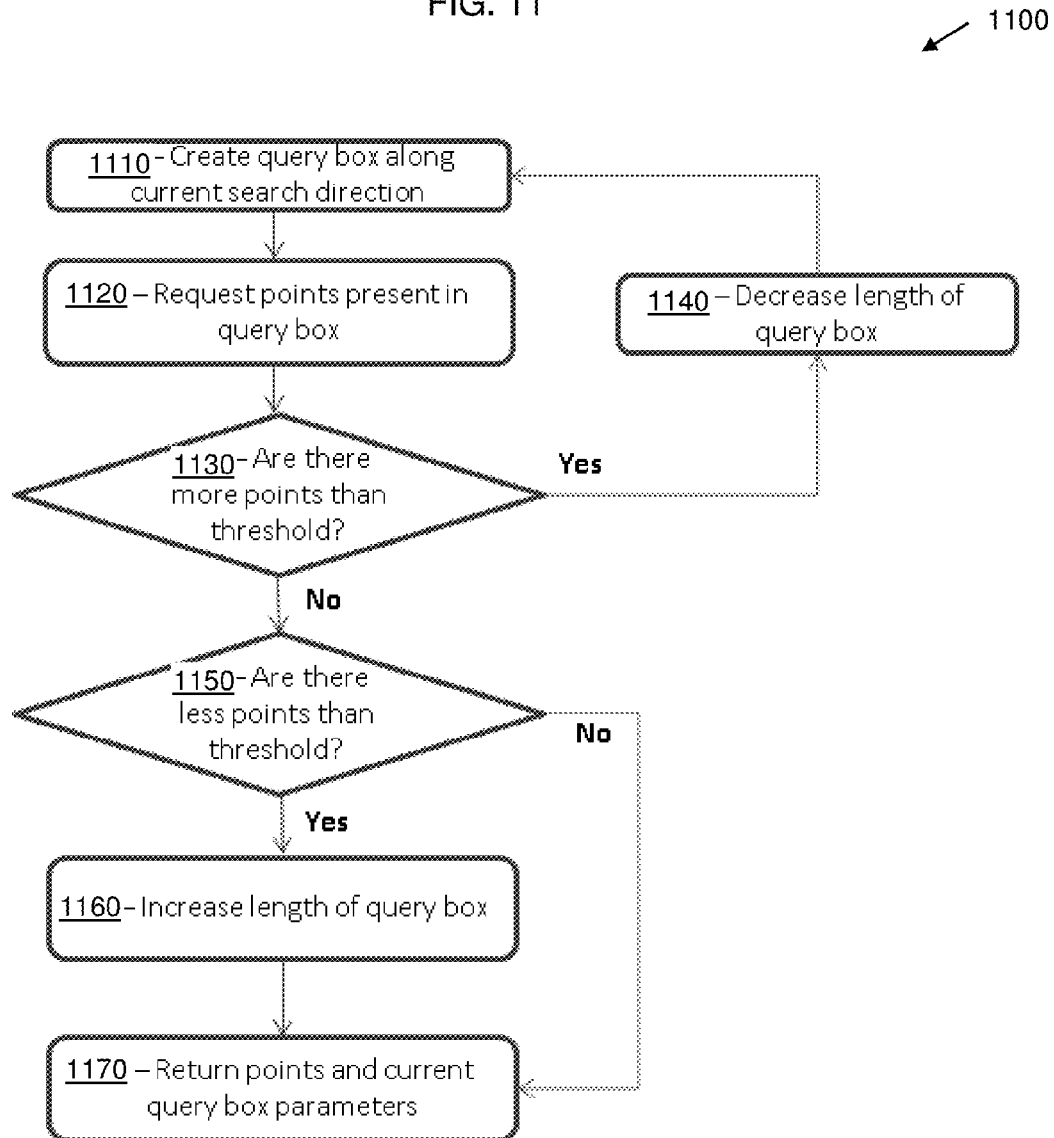 FIG. 11
1100
1110 - Create query box along
current search direction
1120 – Request points present in
query box
1140 – Decrease length of
query box
1130 - Are there
more points than
threshold?
Yes
No
1150 - Are there
less points than
threshold?
No
Yes
1160 – Increase length of query box
1170 – Return points and current
query box parameters